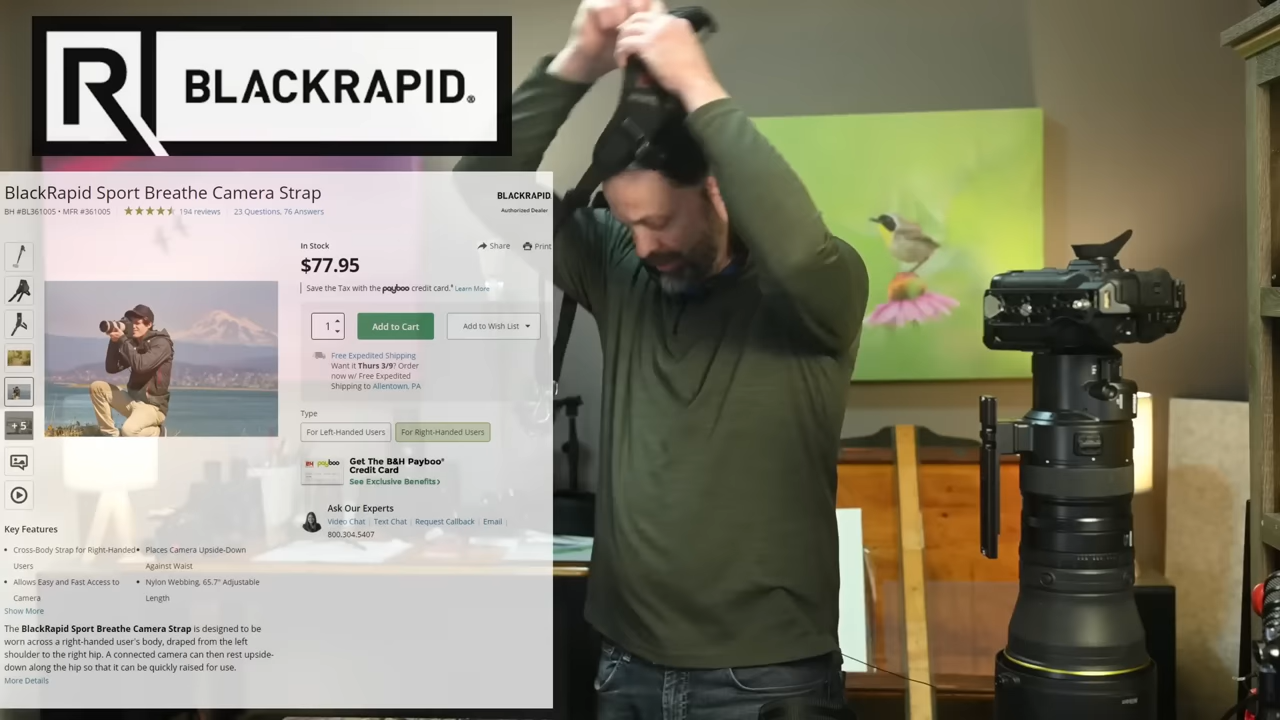 R BLACKRAPID®
BlackRapid Sport Breathe Camera Strap
BH #BL361005 • MFR #361005
194 reviews
23 Questions, 76 Answers
BLACKRAPID
Authorized Dealer
In Stock
Share
Print
$77.95
Save the Tax with the payboo credit card.* Learn More
1
Add to Cart
Add to Wish List
Free Expedited Shipping
Want it Thurs 3/9? Order
now w/ Free Expedited
Shipping to Allentown, PA
+ 5
Type
For Left-Handed Users
For Right-Handed Users
Get The B&H Payboo®
Credit Card
See Exclusive Benefits>
Ask Our Experts
Video Chat | Text Chat | Request Callback | Email |
800.304.5407
Key Features
• Cross-Body Strap for Right-Handed
Users
• Allows Easy and Fast Access to
Camera
• Places Camera Upside-Down
Against Waist
• Nylon Webbing, 65.7" Adjustable
Length
Show More
The BlackRapid Sport Breathe Camera Strap is designed to be
worn across a right-handed user's body, draped from the left
shoulder to the right hip. A connected camera can then rest upside-
down along the hip so that it can be quickly raised for use.
More Details